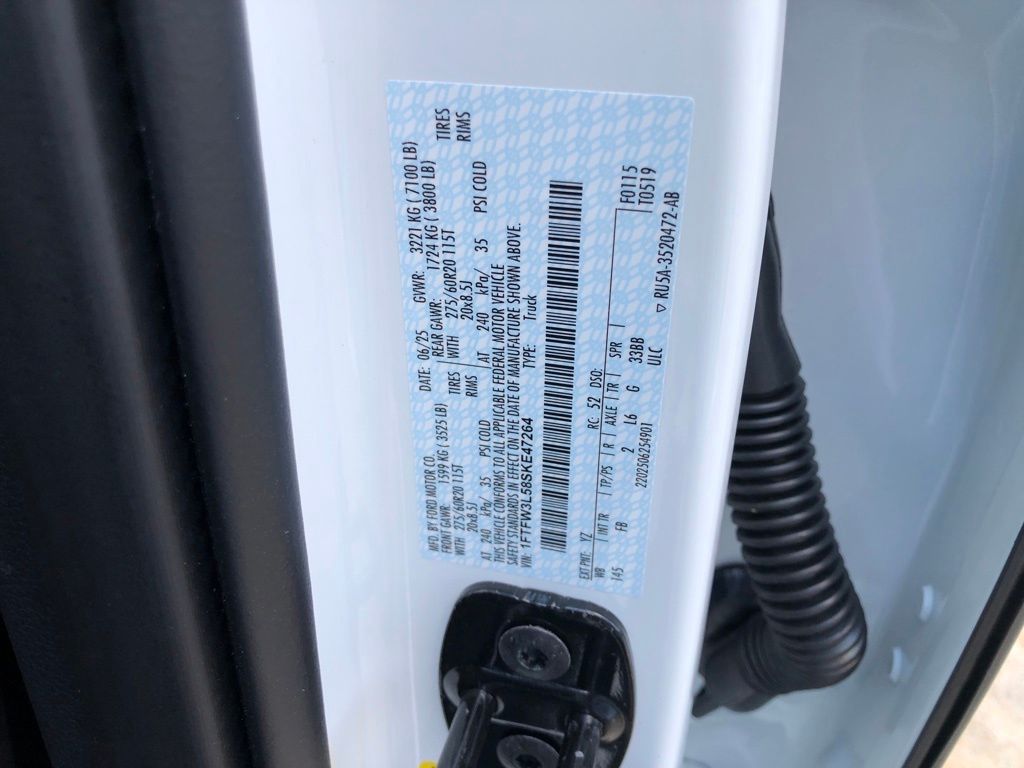 MFD. BY FORD MOTOR CO.
DATE: 06/25 GVWR: 3221 KG ( 7100 LB)
FRONT GAWR: 1599 KG ( 3525 LB) REAR GAWR: 1724 KG ( 3800 LB)
WITH 275/60R20 115T TIRES WITH 275/60R20 115T TIRES
20x8.5J RIMS 20x8.5J RIMS
AT 240 kPa/ 35 PSI COLD AT 240 kPa/ 35 PSI COLD
THIS VEHICLE CONFORMS TO ALL APPLICABLE FEDERAL MOTOR VEHICLE
SAFETY STANDARDS IN EFFECT ON THE DATE OF MANUFACTURE SHOWN ABOVE.
VIN: 1FTFW3L58SKE47264 TYPE: Truck
EXT PNT: YZ RC: 52 DSO: F0115
WB INT TR TP/PS R AXLE TR SPR T0519
145 FB 2 L6 G 33BB
2202506254901 ULC
▽ RU5A-3520472-AB